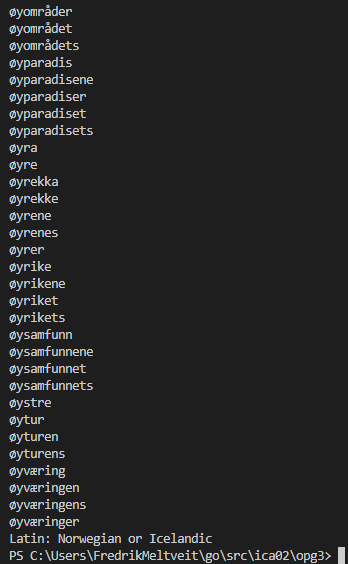 øyområder
øyområdet
øyområdets
øyparadis
øyparadisene
øyparadiser
øyparadiset
øyparadisets
øyra
øyre
øyrekka
øyrekke
øyrene
øyrenes
øyrer
øyrike
øyrikene
øyriket
øyrikets
øysamfunn
øysamfunnene
øysamfunnet
øysamfunnets
øystre
øytur
øyturen
øyturens
øyværing
øyværingen
øyværingens
øyværinger
Latin: Norwegian or Icelandic
PS C:\Users\FredrikMeltveit\go\src\ica02\opg3>